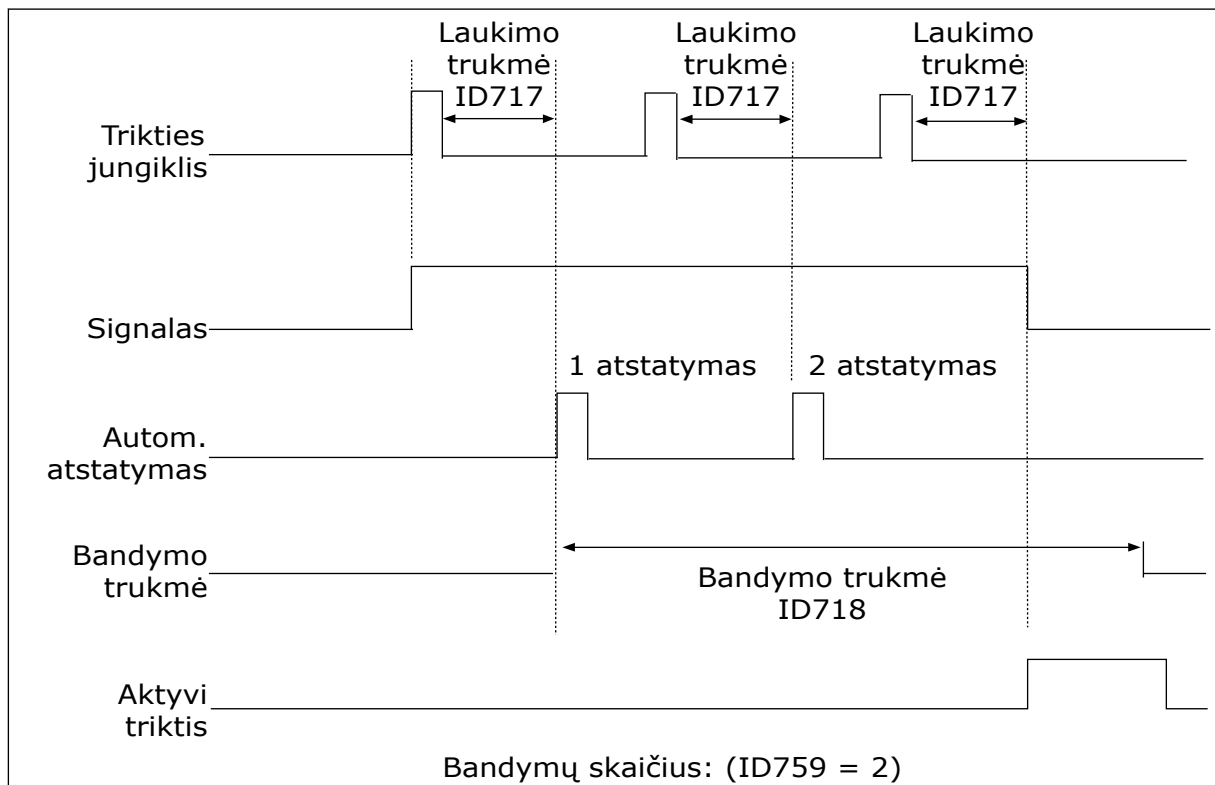 Laukimo
trukmė
ID717
Laukimo
trukmė
ID717
Laukimo
trukmė
ID717
Trikties
jungiklis
Signalas
1 atstatymas
2 atstatymas
Autom.
atstatymas
Bandymo
trukmė
Bandymo trukmė
ID718
Aktyvi
triktis
Bandymų skaičius: (ID759 = 2)